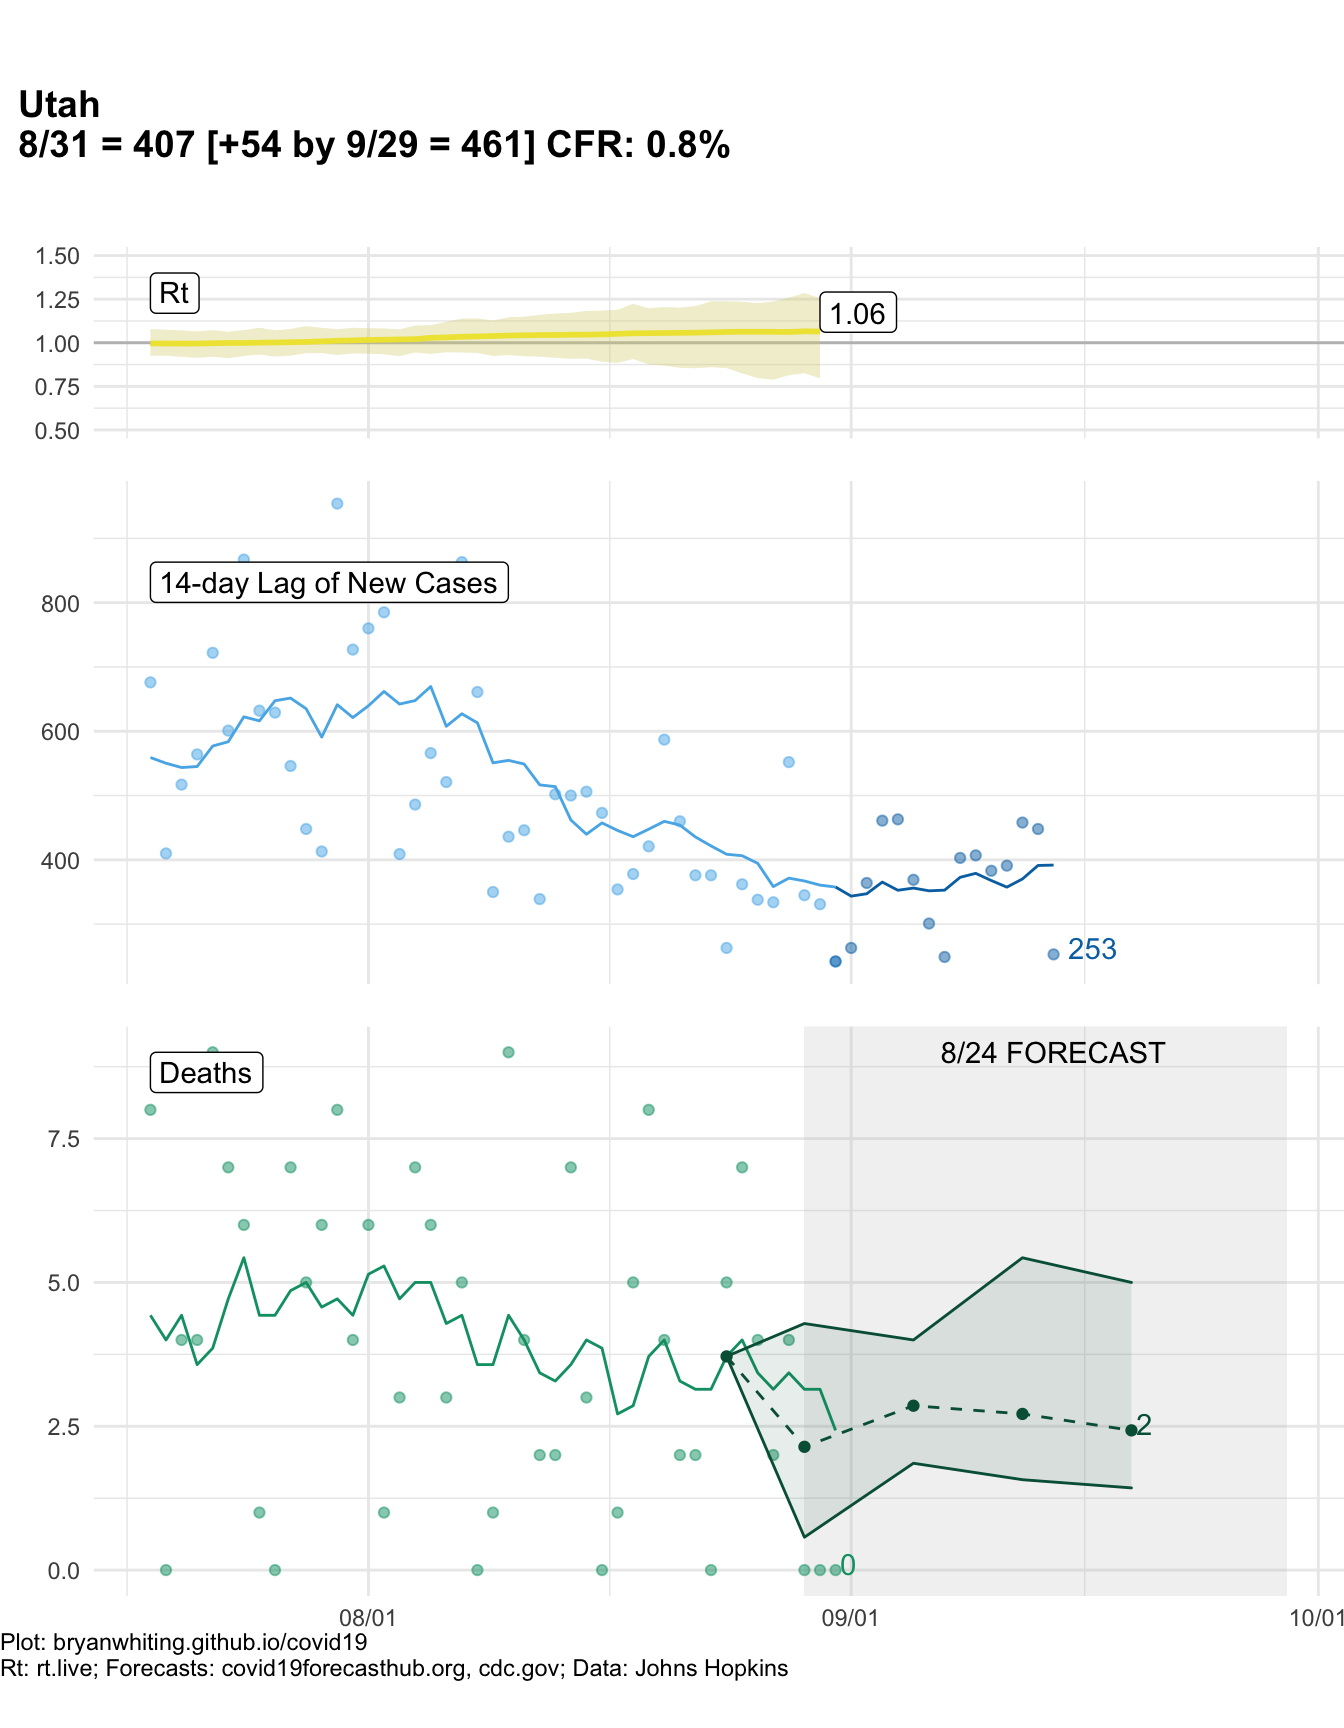 Utah
8/31 = 407 [+54 by 9/29 = 461] CFR: 0.8%
1.50
Rt
1.25
1.06
1.00
0.75
0.50
14-day Lag of New Cases
800
600
400
253
8/24 FORECAST
Deaths
7.5
5.0
2.5
2
0.0
0
08/01 09/01 10/01
Plot: bryanwhiting.github.io/covid19
Rt: rt.live; Forecasts: covid19forecasthub.org, cdc.gov; Data: Johns Hopkins